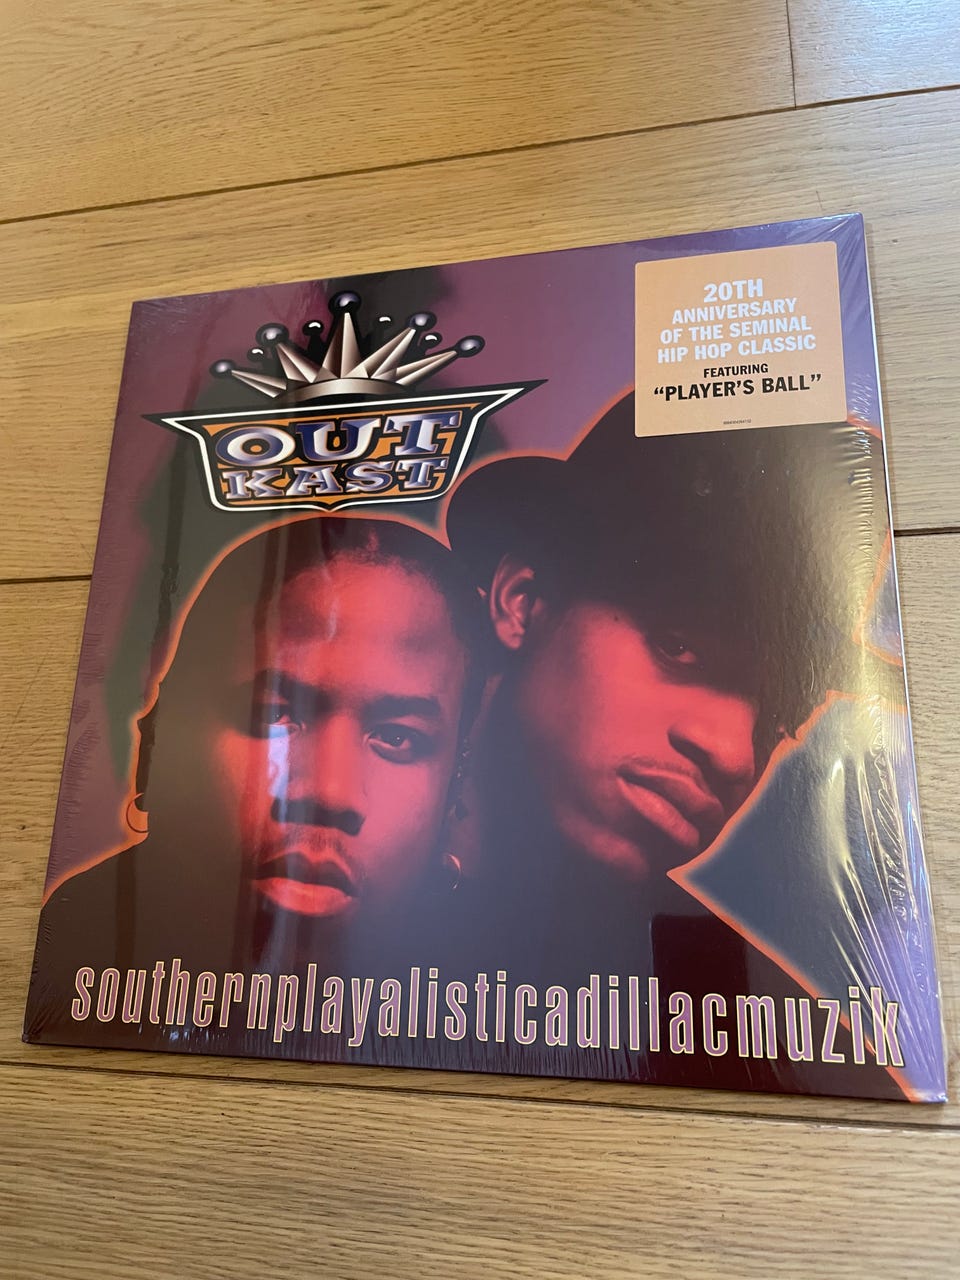 20TH
ANNIVERSARY
OF THE SEMINAL
HIP HOP CLASSIC
FEATURING
“PLAYER’S BALL”
OUT
KAST
southernplayalisticadillacmuzik